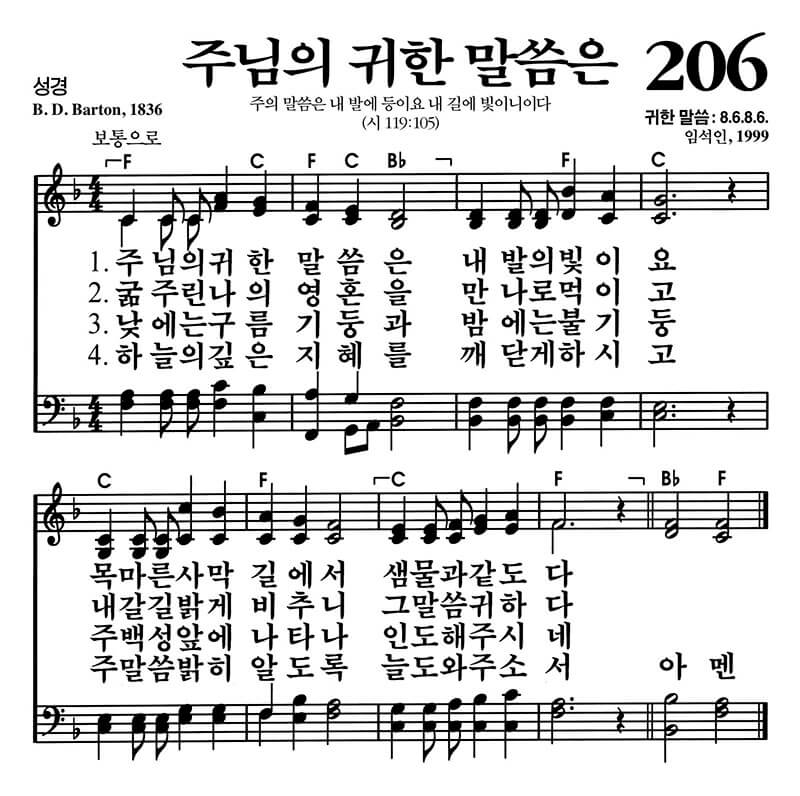 주님의 귀한 말씀은 206
성경
B. D. Barton, 1836
주의 말씀은 내 발에 등이요 내 길에 빛이니이다
(시 119:105)
귀한 말씀 : 8.6.8.6.
임석인, 1999
보통으로
F C F C B♭ F C
4 4
1. 주 님의 귀 한 말 씀 은 내 발의 빛 이 요
2. 굶 주린 나 의 영 혼 을 만 나로 먹 이 고
3. 낮 에는 구 름 기 둥 과 밤 에는 불 기 둥
4. 하 늘의 깊 은 지 혜 를 깨 닫게 하 시 고
4 4
C F C F B♭ F
목마른사막 길에서 샘물과같도다
내갈길밝게 비추니 그말씀귀하다
주백성앞에 나타나 인도해주시네
주말씀밝히 알도록 늘도와주소서 아멘